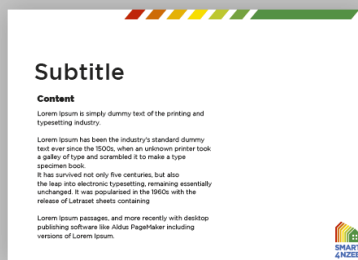 Subtitle
Content
Lorem Ipsum is simply dummy text of the printing and
typesetting industry.
Lorem Ipsum has been the industry's standard dummy
text ever since the 1500s, when an unknown printer took
a galley of type and scrambled it to make a type
specimen book.
It has survived not only five centuries, but also
the leap into electronic typesetting, remaining essentially
unchanged. It was popularised in the 1960s with the
release of Letraset sheets containing
Lorem Ipsum passages, and more recently with desktop
publishing software like Aldus PageMaker including
versions of Lorem Ipsum.
SMART
4NZEB